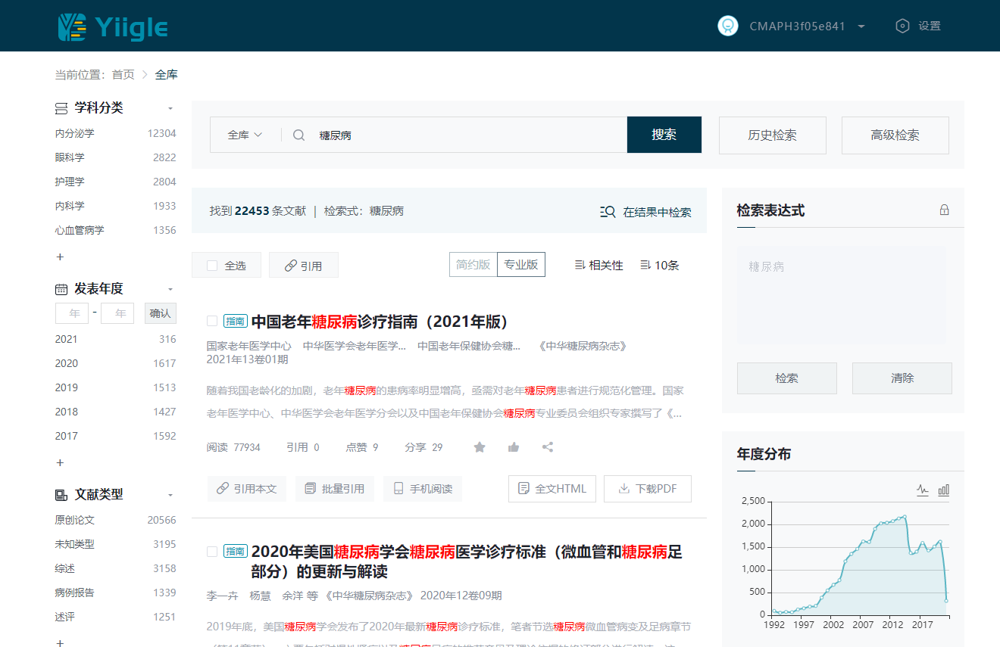 Yiigle
CMAPH3f05e841
设置
当前位置：首页 > 全库
学科分类
内分泌学 12304
眼科学 2822
护理学 2804
内科学 1933
心血管病学 1356
+
发表年度
年 - 年 确认
2021 316
2020 1617
2019 1513
2018 1427
2017 1592
+
文献类型
原创论文 20566
未知类型 3195
综述 3158
病例报告 1339
述评 1251
+
全库 糖尿病 搜索 历史检索 高级检索
找到 22453 条文献 | 检索式：糖尿病 在结果中检索
全选 引用 简约版 专业版 相关性 10条
指南 中国老年糖尿病诊疗指南（2021年版）
国家老年医学中心 中华医学会老年医学... 中国老年保健协会糖... 《中华糖尿病杂志》
2021年13卷01期
随着我国老龄化的加剧，老年糖尿病的患病率明显增高，亟需对老年糖尿病患者进行规范化管理。国家
老年医学中心、中华医学会老年医学分会以及中国老年保健协会糖尿病专业委员会组织专家撰写了《...
阅读 77934 引用 0 点赞 9 分享 29
引用本文 批量引用 手机阅读 全文HTML 下载PDF
指南 2020年美国糖尿病学会糖尿病医学诊疗标准（微血管和糖尿病足
部分）的更新与解读
李一卉 杨慧 余洋 等 《中华糖尿病杂志》 2020年12卷09期
2019年底，美国糖尿病学会发布了2020年最新糖尿病诊疗标准，笔者节选糖尿病微血管病变及足病章节
检索表达式
糖尿病
检索 清除
年度分布
2,500
2,000
1,500
1,000
500
0
1992 1997 2002 2007 2012 2017